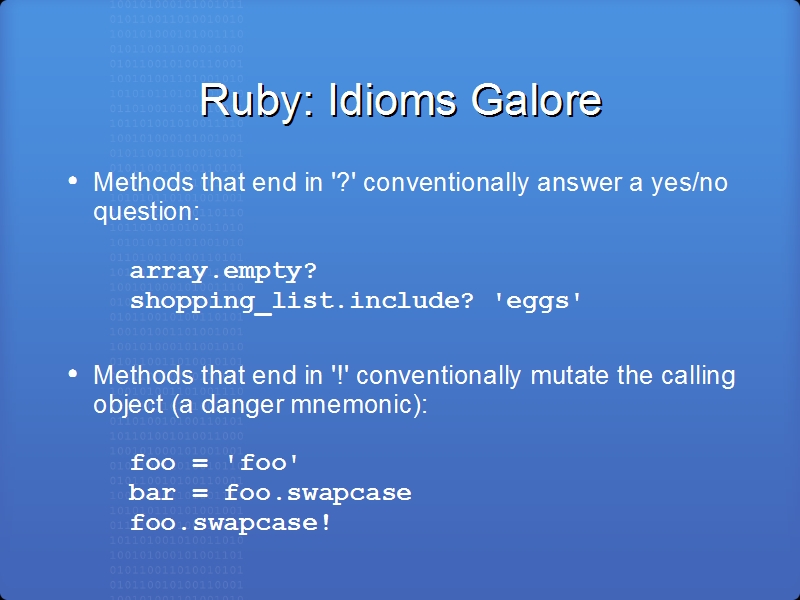 Ruby: Idioms Galore
• Methods that end in '?' conventionally answer a yes/no
question:
array.empty?
shopping_list.include? 'eggs'
• Methods that end in '!' conventionally mutate the calling
object (a danger mnemonic):
foo = 'foo'
bar = foo.swapcase
foo.swapcase!